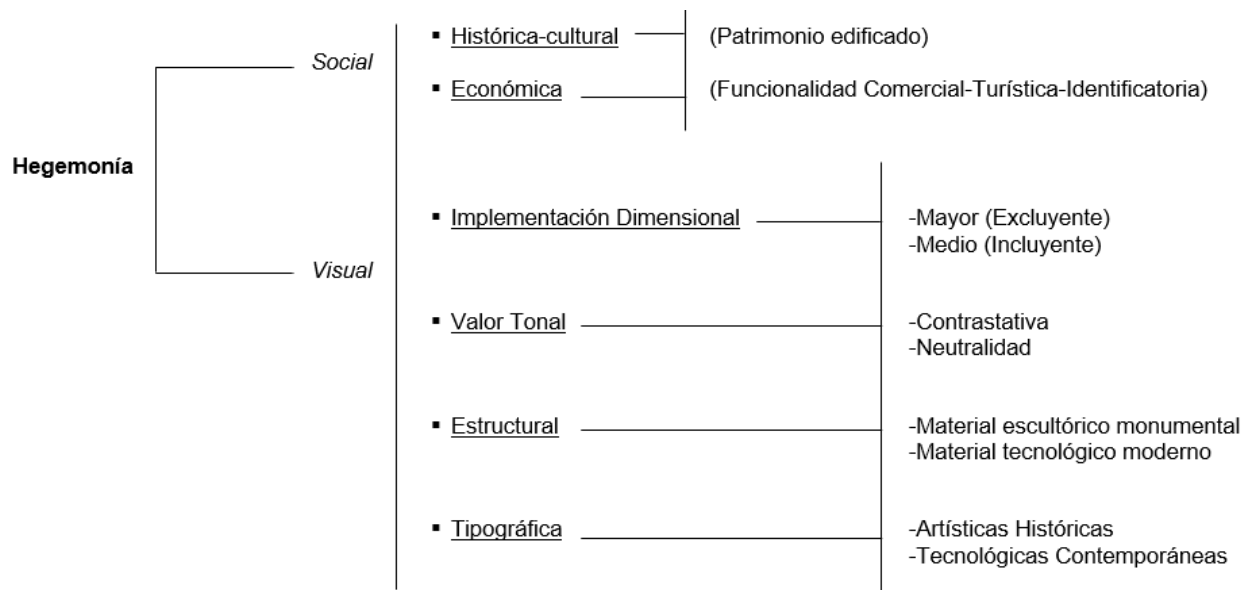 Hegemonía
Social
▪ Histórica-cultural
(Patrimonio edificado)
▪ Económica
(Funcionalidad Comercial-Turística-Identificatoria)
Visual
▪ Implementación Dimensional
-Mayor (Excluyente)
-Medio (Incluyente)
▪ Valor Tonal
-Contrastativa
-Neutralidad
▪ Estructural
-Material escultórico monumental
-Material tecnológico moderno
▪ Tipográfica
-Artísticas Históricas
-Tecnológicas Contemporáneas